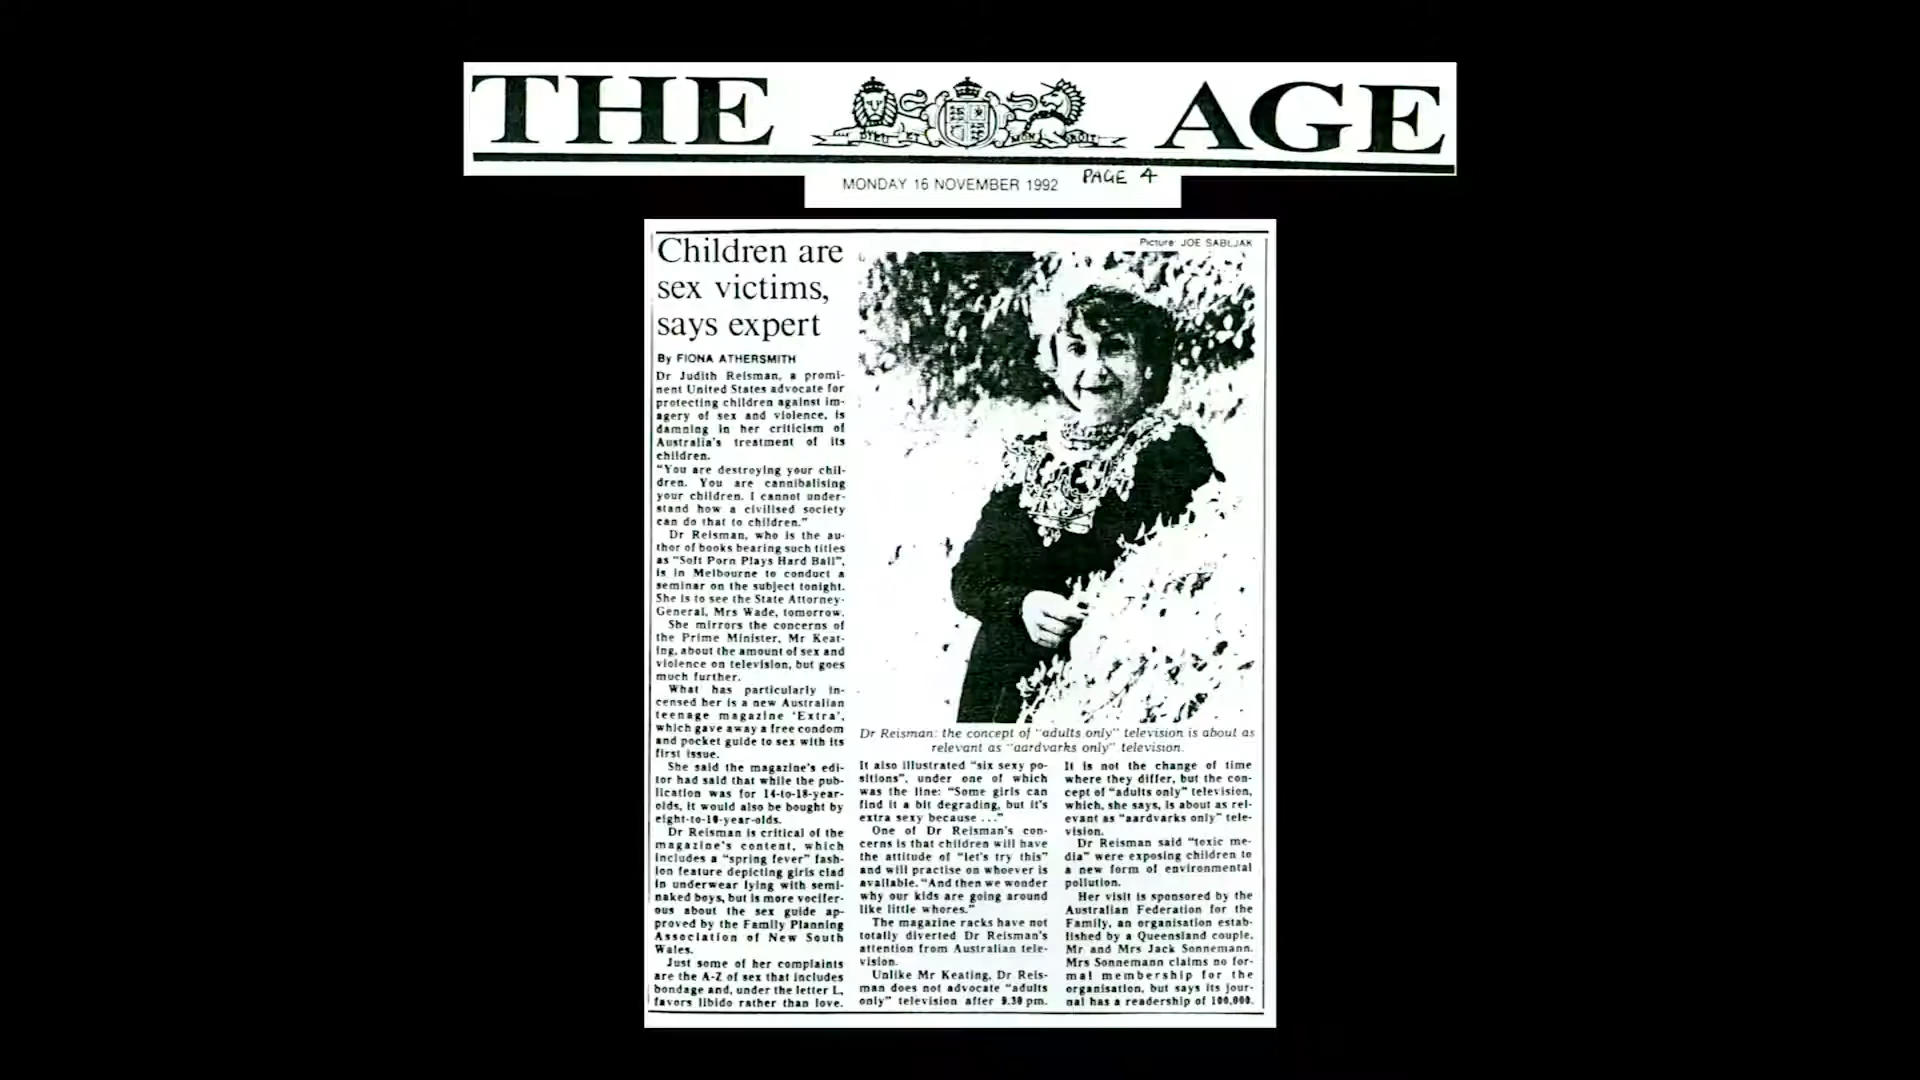 THE AGE
DIEU ET MON DROIT
MONDAY 16 NOVEMBER 1992
PAGE 4
Children are
sex victims,
says expert
By FIONA ATHERSMITH
Dr Judith Reisman, a promi-
nent United States advocate for
protecting children against im-
agery of sex and violence, is
damning in her criticism of
Australia's treatment of its
children.
"You are destroying your chil-
dren. You are cannibalising
your children. I cannot under-
stand how a civilised society
can do that to children."
Dr Reisman, who is the au-
thor of books bearing such titles
as "Soft Porn Plays Hard Ball",
is in Melbourne to conduct a
seminar on the subject tonight.
She is to see the State Attorney-
General, Mrs Wade, tomorrow.
She mirrors the concerns of
the Prime Minister, Mr Keat-
ing, about the amount of sex and
violence on television, but goes
much further.
What has particularly in-
censed her is a new Australian
teenage magazine 'Extra',
which gave away a free condom
and pocket guide to sex with its
first issue.
She said the magazine's edi-
tor had said that while the pub-
lication was for 14-to-18-year-
olds, it would also be bought by
eight-to-10-year-olds.
Dr Reisman is critical of the
magazine's content, which
includes a "spring fever" fash-
ion feature depicting girls clad
in underwear lying with semi-
naked boys, but is more vocifer-
ous about the sex guide ap-
proved by the Family Planning
Association of New South
Wales.
Just some of her complaints
are the A-Z of sex that includes
bondage and, under the letter L,
favors libido rather than love.
Picture: JOE SABLJAK
Dr Reisman: the concept of "adults only" television is about as
relevant as "aardvarks only" television.
It also illustrated "six sexy po-
sitions", under one of which
was the line: "Some girls can
find it a bit degrading, but it's
extra sexy because ..."
One of Dr Reisman's con-
cerns is that children will have
the attitude of "let's try this"
and will practise on whoever is
available. "And then we wonder
why our kids are going around
like little whores."
The magazine racks have not
totally diverted Dr Reisman's
attention from Australian tele-
vision.
Unlike Mr Keating, Dr Reis-
man does not advocate "adults
only" television after 9.30 pm.
It is not the change of time
where they differ, but the con-
cept of "adults only" television,
which, she says, is about as rel-
evant as "aardvarks only" tele-
vision.
Dr Reisman said "toxic me-
dia" were exposing children to
a new form of environmental
pollution.
Her visit is sponsored by the
Australian Federation for the
Family, an organisation estab-
lished by a Queensland couple,
Mr and Mrs Jack Sonnemann.
Mrs Sonnemann claims no for-
mal membership for the
organisation, but says its jour-
nal has a readership of 100,000.